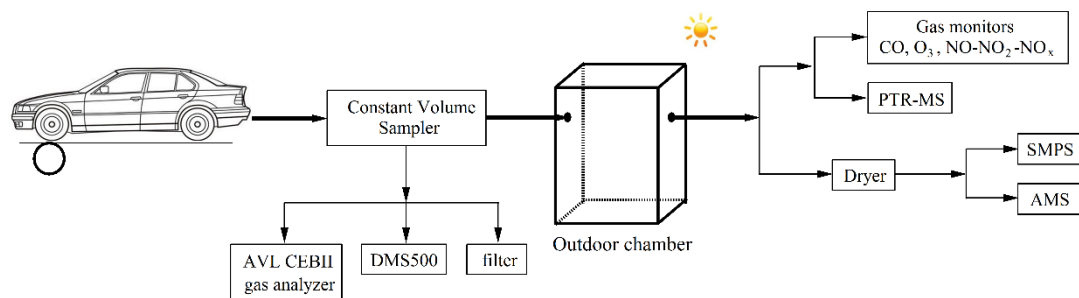 Gas monitors
CO, O₃, NO-NO₂-NOₓ
PTR-MS
Constant Volume
Sampler
SMPS
Dryer
AMS
Outdoor chamber
AVL CEBII
gas analyzer
DMS500
filter